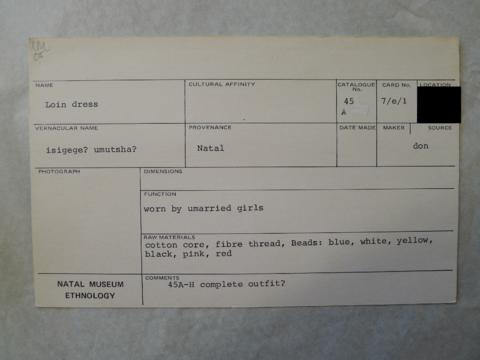 NAME
Loin dress
CULTURAL AFFINITY
CATALOGUE No.
45
A
CARD No.
7/e/1
LOCATION
VERNACULAR NAME
isigege? umutsha?
PROVENANCE
Natal
DATE MADE
MAKER
SOURCE
don
PHOTOGRAPH
DIMENSIONS
FUNCTION
worn by umarried girls
RAW MATERIALS
cotton core, fibre thread, Beads: blue, white, yellow,
black, pink, red
NATAL MUSEUM
ETHNOLOGY
COMMENTS
45A-H complete outfit?